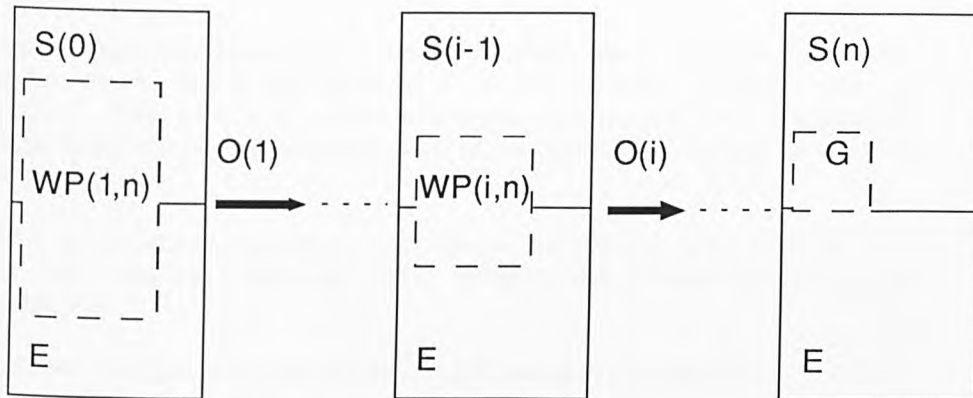 S(0)
WP(1,n)
E
O(1)
S(i-1)
WP(i,n)
E
O(i)
S(n)
G
E